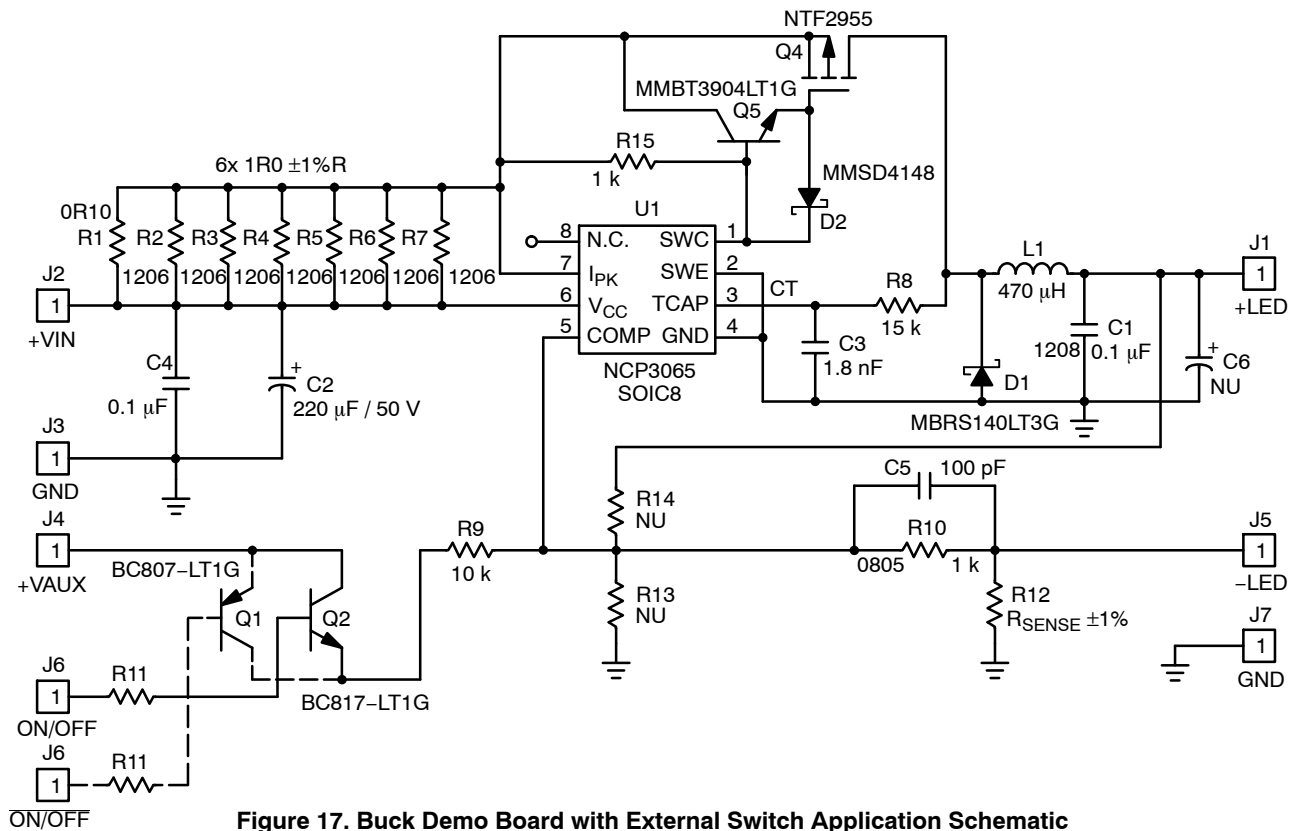 NTF2955
Q4
MMBT3904LT1G
Q5
R15
1 k
MMSD4148
D2
6x 1R0 ±1%R
0R10
R1
R2
R3
R4
R5
R6
R7
1206
1206
1206
1206
1206
1206
U1
8
N.C.
SWC
1
7
IPK
SWE
2
6
VCC
TCAP
3
5
COMP
GND
4
NCP3065
SOIC8
CT
R8
15 k
C3
1.8 nF
L1
470 µH
D1
MBRS140LT3G
C1
1208
0.1 µF
+
C6
NU
J1
1
+LED
J2
1
+VIN
C4
0.1 µF
+
C2
220 µF / 50 V
J3
1
GND
J4
1
+VAUX
BC807−LT1G
Q1
Q2
BC817−LT1G
J6
1
ON/OFF
R11
J6
1
ON/OFF
R11
R9
10 k
R14
NU
R13
NU
C5
100 pF
R10
0805
1 k
R12
RSENSE ±1%
J5
1
−LED
J7
1
GND
Figure 17. Buck Demo Board with External Switch Application Schematic